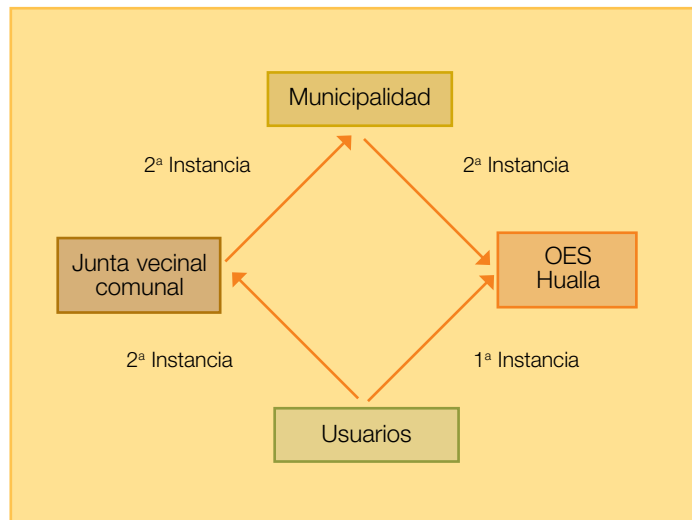 Municipalidad
2ª Instancia
2ª Instancia
Junta vecinal
comunal
OES
Hualla
2ª Instancia
1ª Instancia
Usuarios